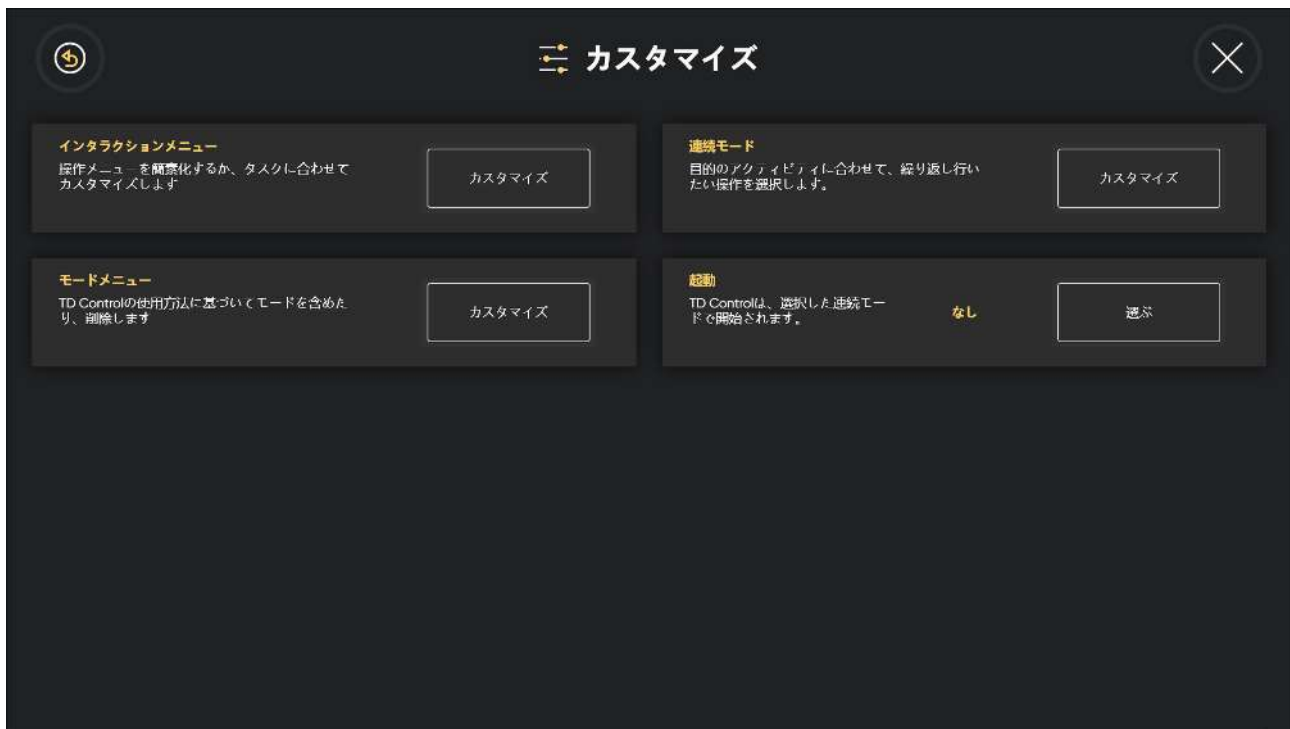 カスタマイズ
インタラクションメニュー
操作メニューを簡素化するか、タスクに合わせて
カスタマイズします
カスタマイズ
連続モード
目的のアクティビティに合わせて、繰り返し行い
たい操作を選択します。
カスタマイズ
モードメニュー
TD Controlの使用方法に基づいてモードを含めた
り、削除します
カスタマイズ
起動
TD Controlは、選択した連続モー
ドで開始されます。
なし
選ぶ